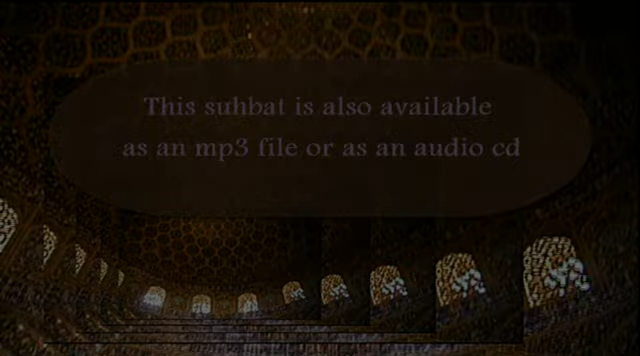 This suhbat is also available
as an mp3 file or as an audio cd